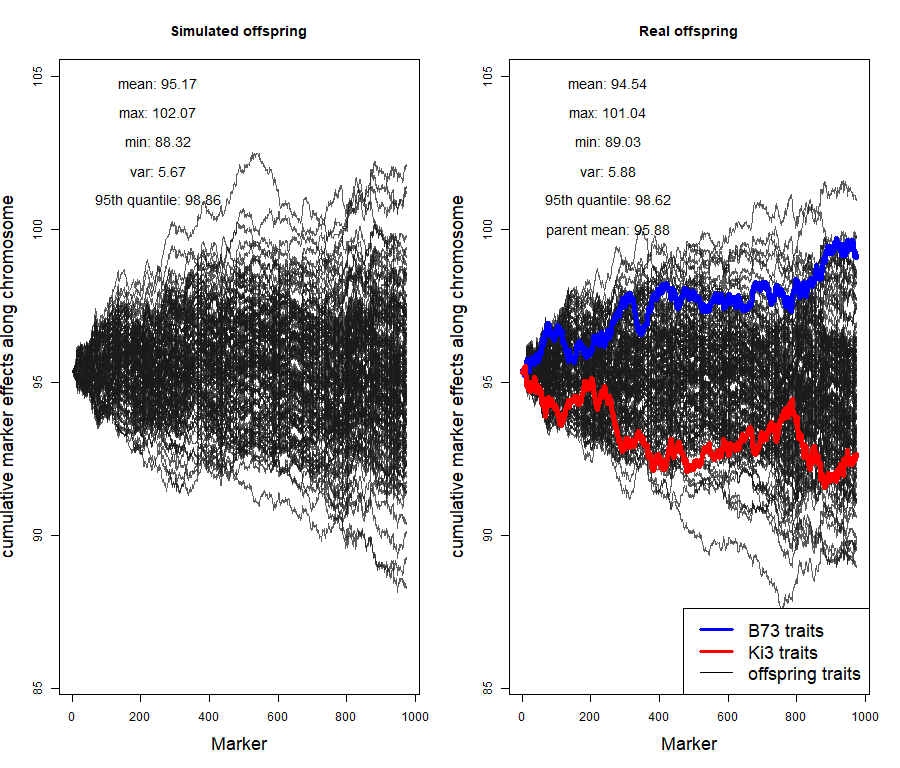 Simulated offspring
mean: 95.17
max: 102.07
min: 88.32
var: 5.67
95th quantile: 98.86
cumulative marker effects along chromosome
105
100
95
90
85
0 200 400 600 800 1000
Marker
Real offspring
mean: 94.54
max: 101.04
min: 89.03
var: 5.88
95th quantile: 98.62
parent mean: 95.88
cumulative marker effects along chromosome
105
100
95
90
85
B73 traits
Ki3 traits
offspring traits
0 200 400 600 800 1000
Marker